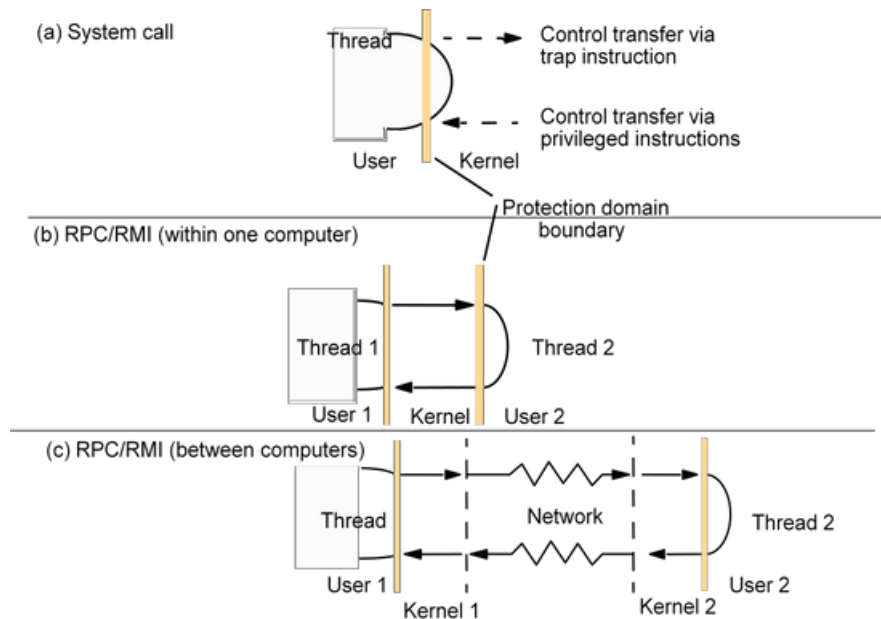 (a) System call
Thread
Control transfer via
trap instruction
Control transfer via
privileged instructions
User
Kernel
Protection domain
boundary
(b) RPC/RMI (within one computer)
Thread 1
Thread 2
User 1
Kernel
User 2
(c) RPC/RMI (between computers)
Thread
Network
Thread 2
User 1
User 2
Kernel 1
Kernel 2